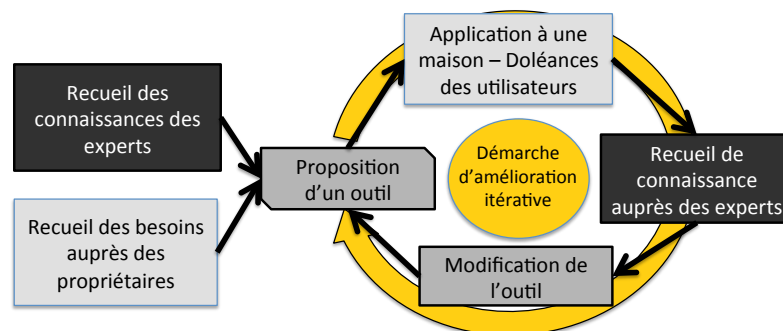 Recueil des
connaissances des
experts
Recueil des besoins
auprès des
propriétaires
Proposition
d'un outil
Application à une
maison – Doléances
des utilisateurs
Démarche
d'amélioration
itérative
Recueil de
connaissance
auprès des experts
Modification de
l'outil